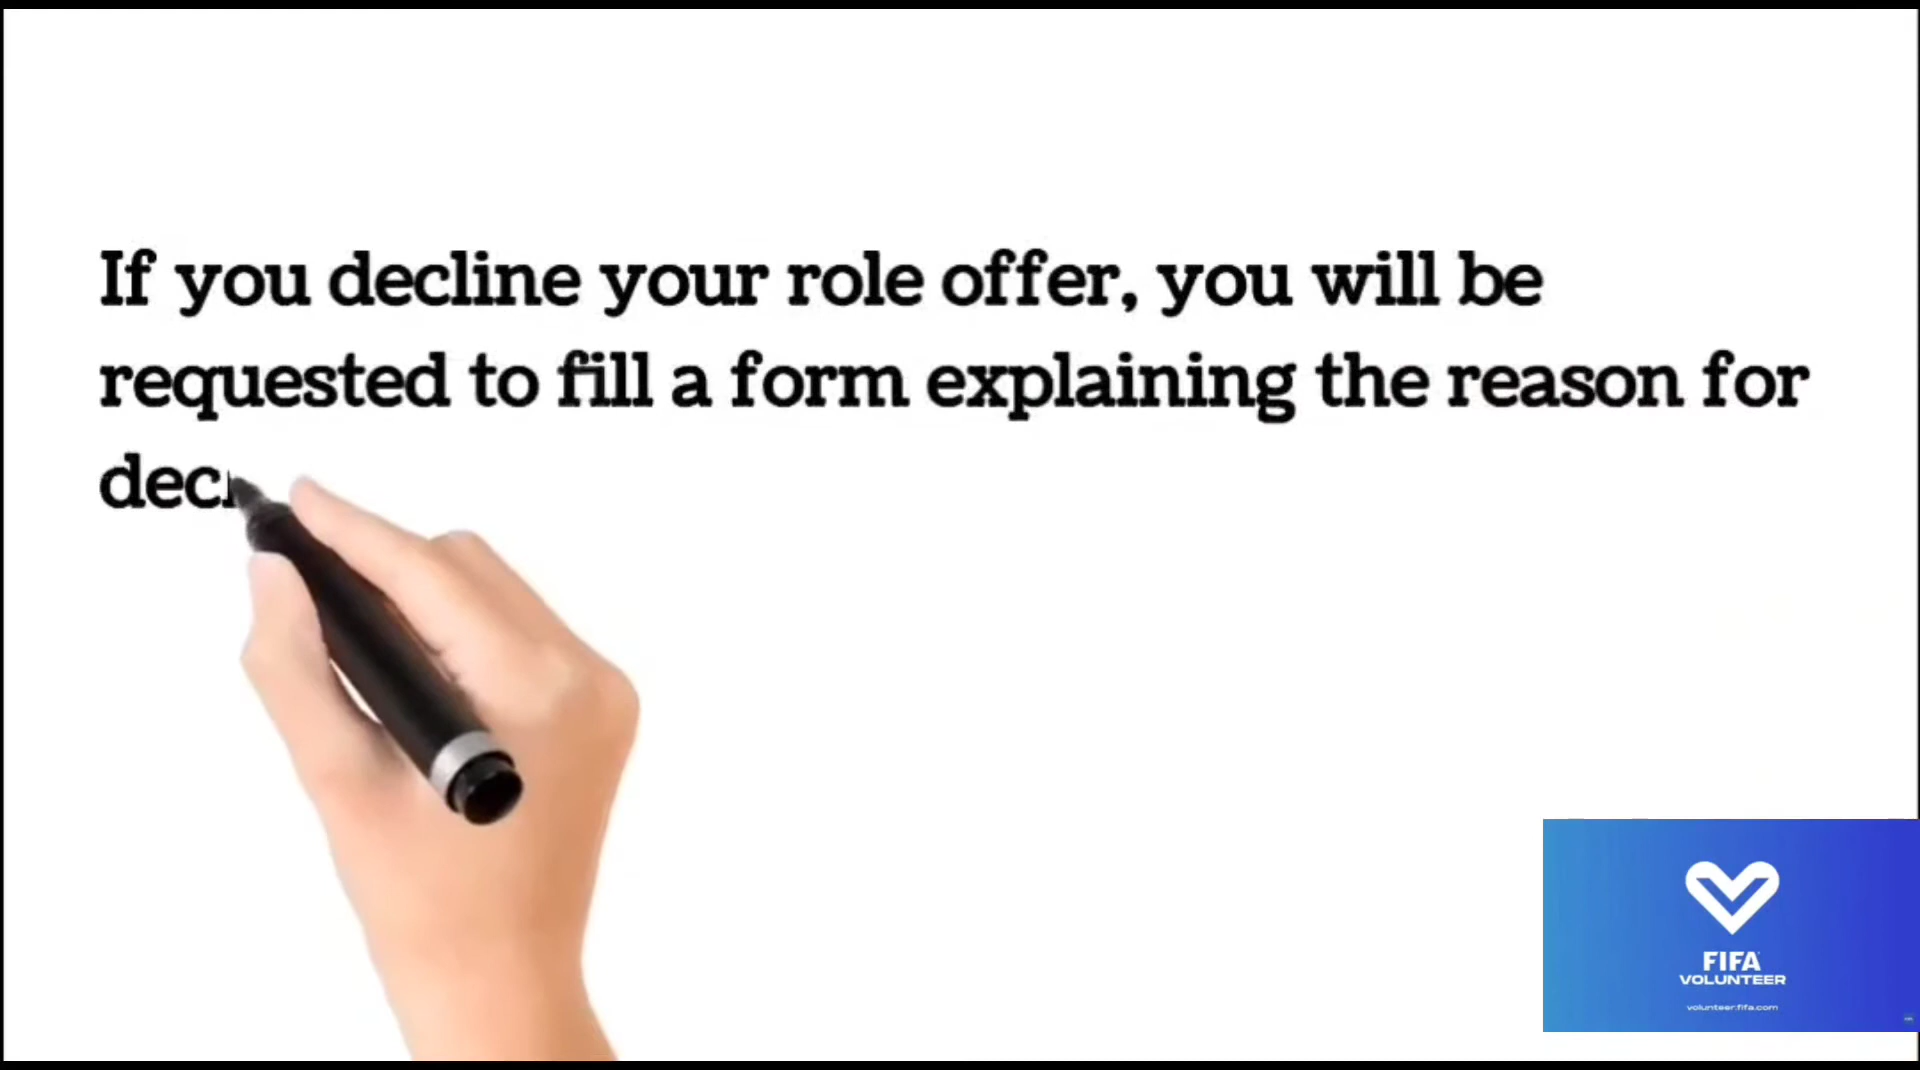 If you decline your role offer, you will be
requested to fill a form explaining the reason for
dec
FIFA
VOLUNTEER
volunteer.fifa.com